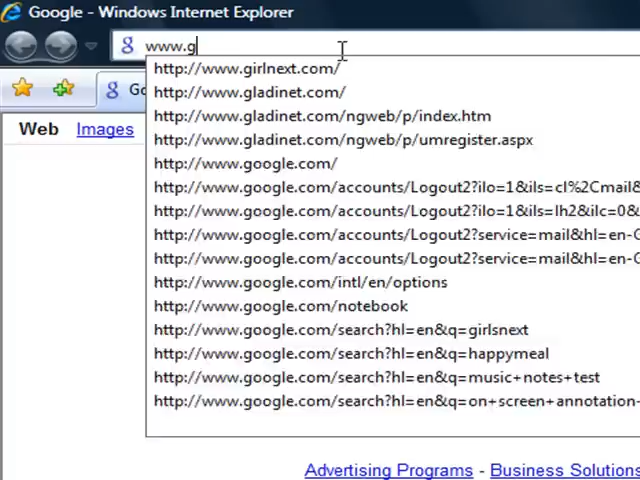 Google - Windows Internet Explorer
www.g
http://www.girlnext.com/
http://www.gladinet.com/
http://www.gladinet.com/ngweb/p/index.htm
http://www.gladinet.com/ngweb/p/umregister.aspx
http://www.google.com/
http://www.google.com/accounts/Logout2?ilo=1&ils=cl%2Cmail&
http://www.google.com/accounts/Logout2?ilo=1&ils=lh2&ilc=0&
http://www.google.com/accounts/Logout2?service=mail&hl=en-G
http://www.google.com/accounts/Logout2?service=mail&hl=en-G
http://www.google.com/intl/en/options
http://www.google.com/notebook
http://www.google.com/search?hl=en&q=girlsnext
http://www.google.com/search?hl=en&q=happymeal
http://www.google.com/search?hl=en&q=music+notes+test
http://www.google.com/search?hl=en&q=on+screen+annotation-
Go
Web Images
Advertising Programs - Business Solutions